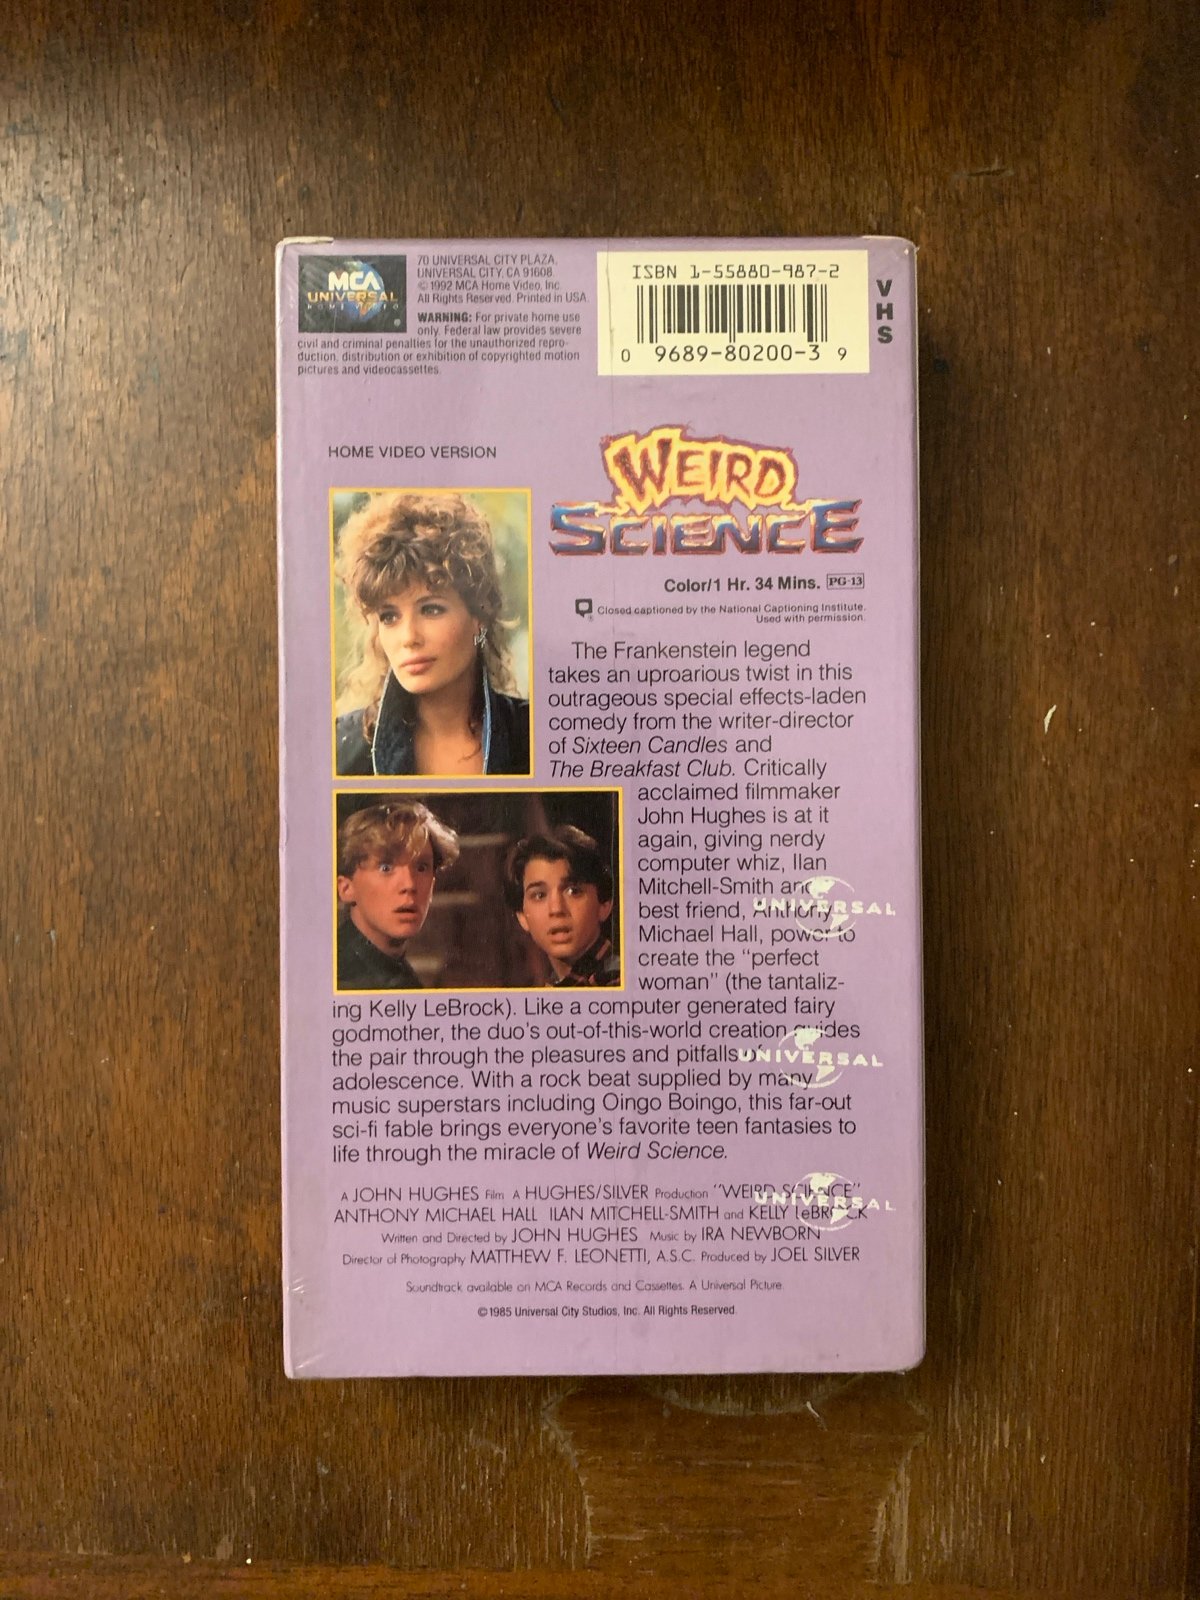 MCA
UNIVERSAL
HOME VIDEO
®
70 UNIVERSAL CITY PLAZA,
UNIVERSAL CITY, CA 91608.
© 1992 MCA Home Video, Inc.
All Rights Reserved. Printed in USA.
WARNING: For private home use
only. Federal law provides severe
civil and criminal penalties for the unauthorized repro-
duction, distribution or exhibition of copyrighted motion
pictures and videocassettes.
ISBN 1-55880-987-2
0 9689-80200-3 9
VHS
HOME VIDEO VERSION
WEIRD
SCIENCE
Color/1 Hr. 34 Mins. PG-13
Closed captioned by the National Captioning Institute.
Used with permission.
The Frankenstein legend
takes an uproarious twist in this
outrageous special effects-laden
comedy from the writer-director
of Sixteen Candles and
The Breakfast Club. Critically
acclaimed filmmaker
John Hughes is at it
again, giving nerdy
computer whiz, Ilan
Mitchell-Smith and
best friend, Anthony
Michael Hall, power to
create the "perfect
woman" (the tantaliz-
ing Kelly LeBrock). Like a computer generated fairy
godmother, the duo's out-of-this-world creation guides
the pair through the pleasures and pitfalls of
adolescence. With a rock beat supplied by many
music superstars including Oingo Boingo, this far-out
sci-fi fable brings everyone's favorite teen fantasies to
life through the miracle of Weird Science.
UNIVERSAL
UNIVERSAL
UNIVERSAL
A JOHN HUGHES Film A HUGHES/SILVER Production "WEIRD SCIENCE"
ANTHONY MICHAEL HALL ILAN MITCHELL-SMITH and KELLY LeBROCK
Written and Directed by JOHN HUGHES Music by IRA NEWBORN
Director of Photography MATTHEW F. LEONETTI, A.S.C. Produced by JOEL SILVER
Soundtrack available on MCA Records and Cassettes. A Universal Picture.
©1985 Universal City Studios, Inc. All Rights Reserved.